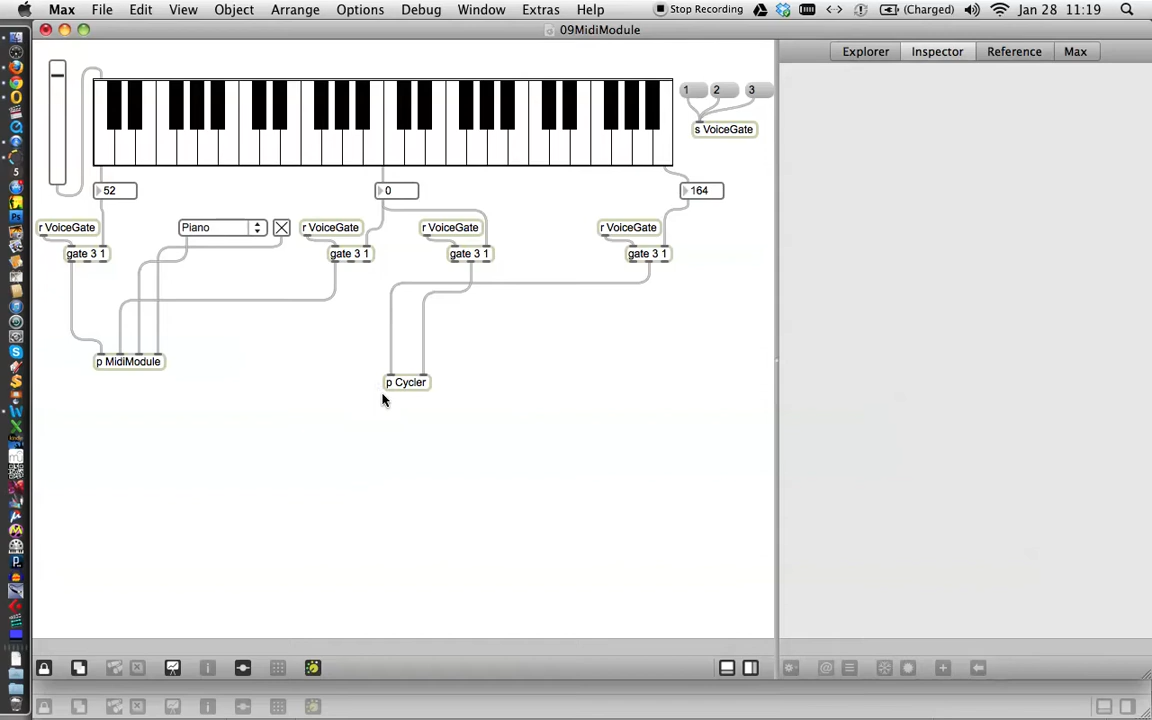 Max File Edit View Object Arrange Options Debug Window Extras Help Stop Recording (Charged) Jan 28 11:19
09MidiModule
Explorer Inspector Reference Max
1 2 3
s VoiceGate
52 0 164
r VoiceGate Piano r VoiceGate r VoiceGate r VoiceGate
gate 3 1 gate 3 1 gate 3 1 gate 3 1
p MidiModule
p Cycler